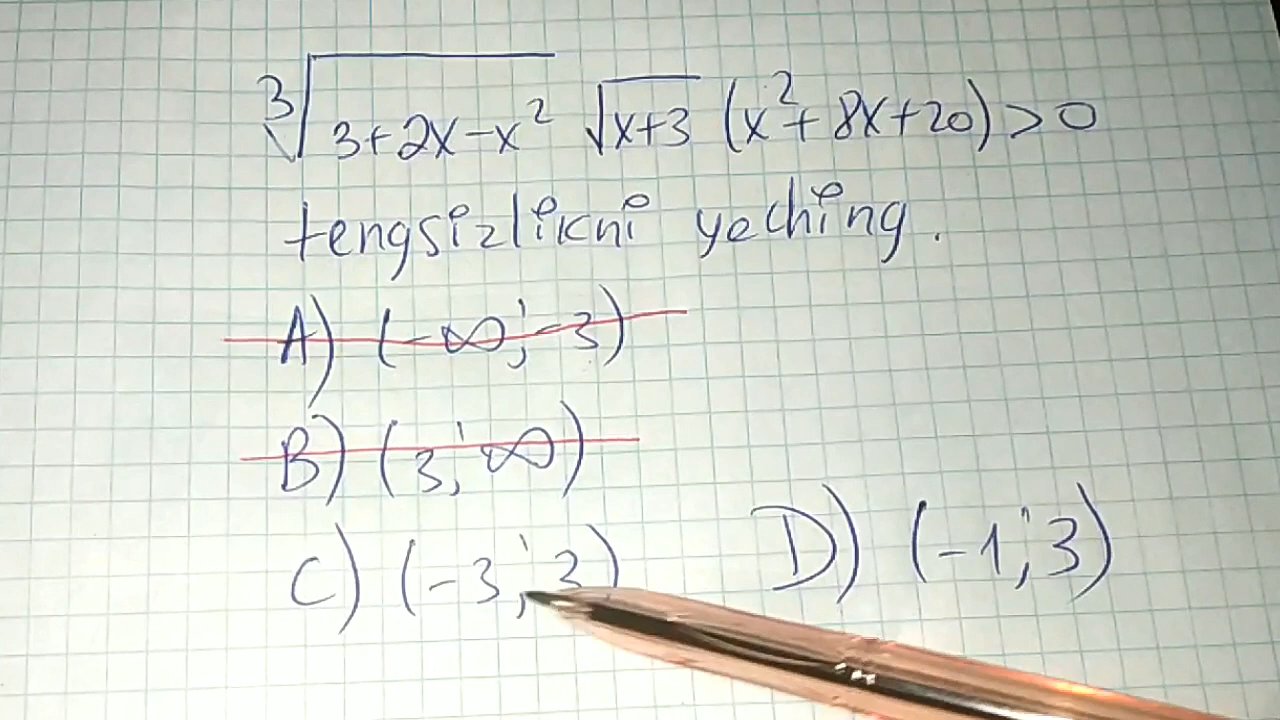 ∛(3+2x-x²) √(x+3) (x²+8x+20)>0
tengsizlikni yeching.
A) (-∞;-3)
B) (3;∞)
C) (-3;3) D) (-1;3)